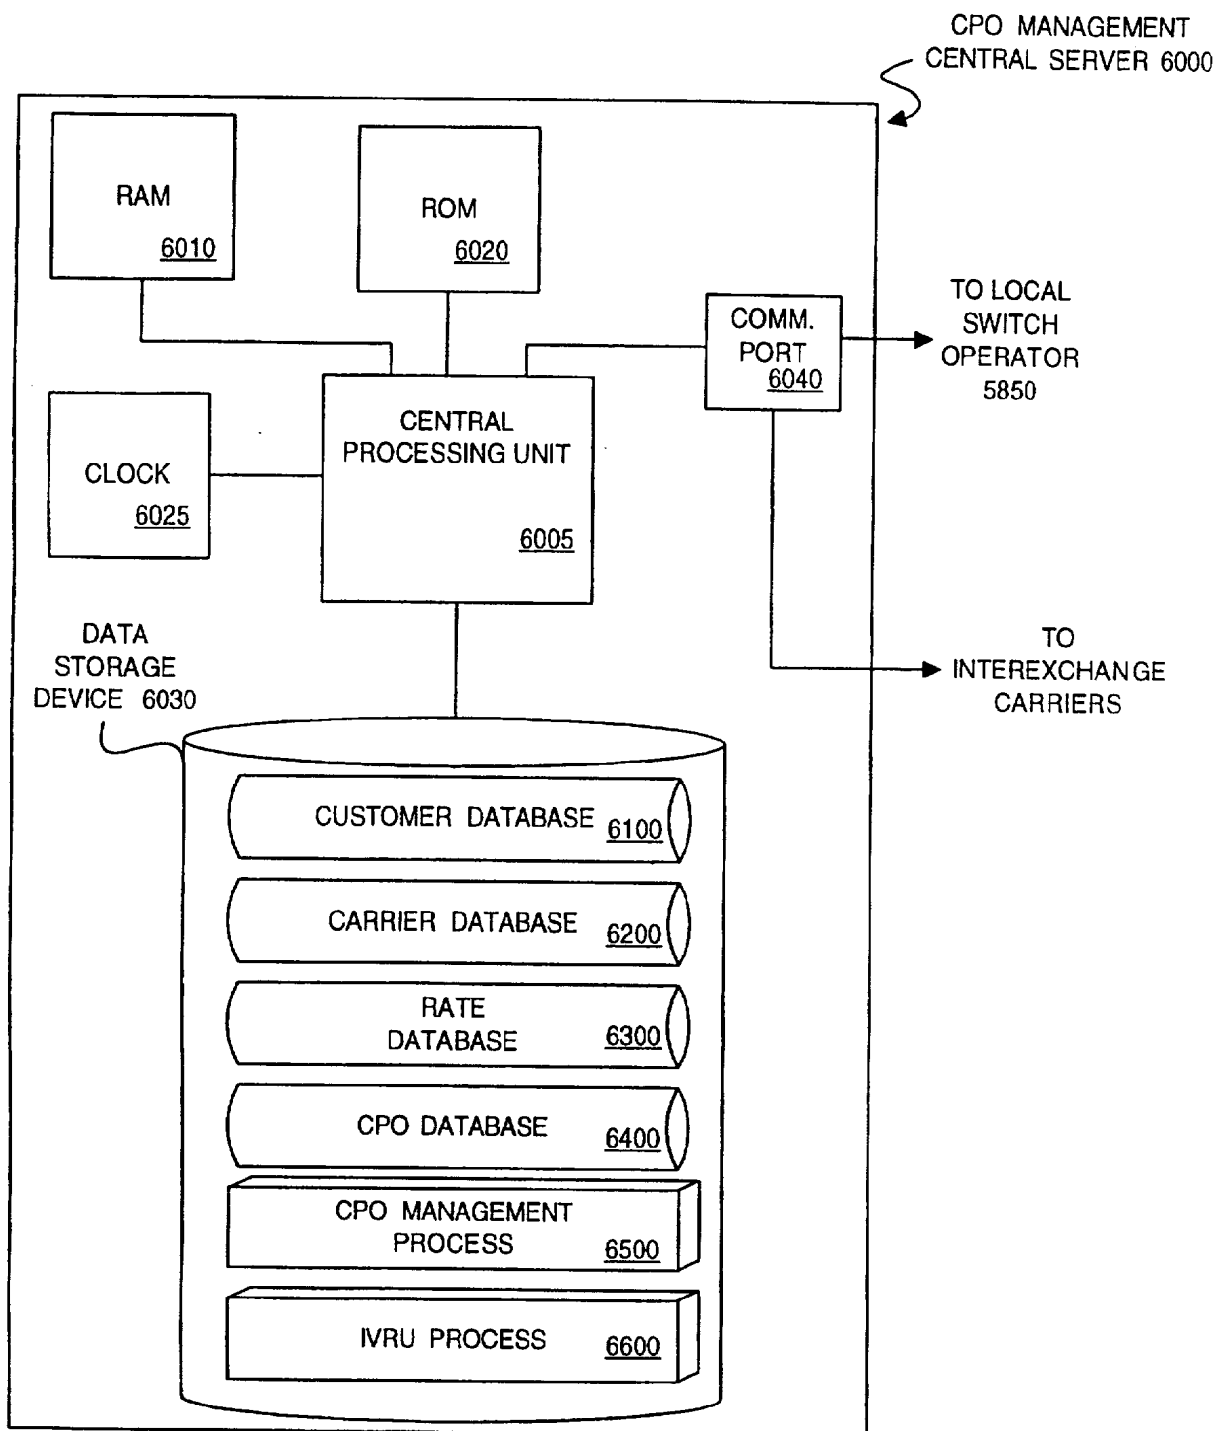 CPO MANAGEMENT
CENTRAL SERVER 6000
RAM
6010
ROM
6020
COMM.
PORT
6040
TO LOCAL
SWITCH
OPERATOR
5850
CLOCK
6025
CENTRAL
PROCESSING UNIT
6005
DATA
STORAGE
DEVICE 6030
TO
INTEREXCHANGE
CARRIERS
CUSTOMER DATABASE 6100
CARRIER DATABASE 6200
RATE
DATABASE 6300
CPO DATABASE 6400
CPO MANAGEMENT
PROCESS 6500
IVRU PROCESS 6600